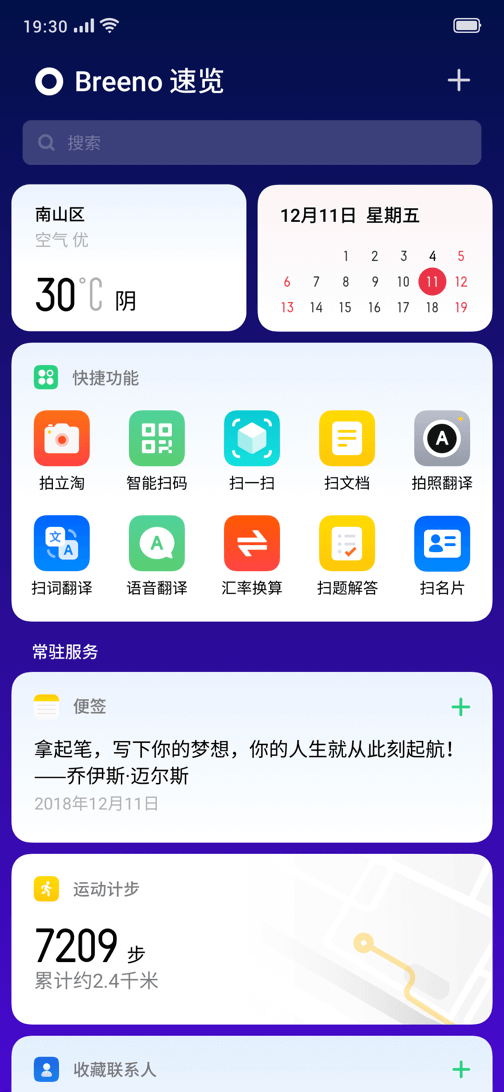 19:30
Breeno 速览
搜索
南山区
空气 优
30°C 阴
12月11日 星期五
1 2 3 4 5
6 7 8 9 10 11 12
13 14 15 16 17 18 19
快捷功能
拍立淘 智能扫码 扫一扫 扫文档 拍照翻译
扫词翻译 语音翻译 汇率换算 扫题解答 扫名片
常驻服务
便签
拿起笔，写下你的梦想，你的人生就从此刻起航！
——乔伊斯·迈尔斯
2018年12月11日
运动计步
7209 步
累计约2.4千米
收藏联系人